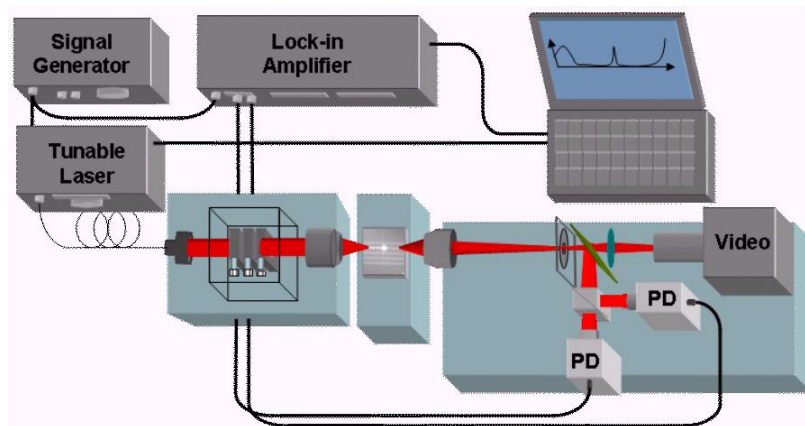 Signal
Generator
Lock-in
Amplifier
Tunable
Laser
Video
PD
PD